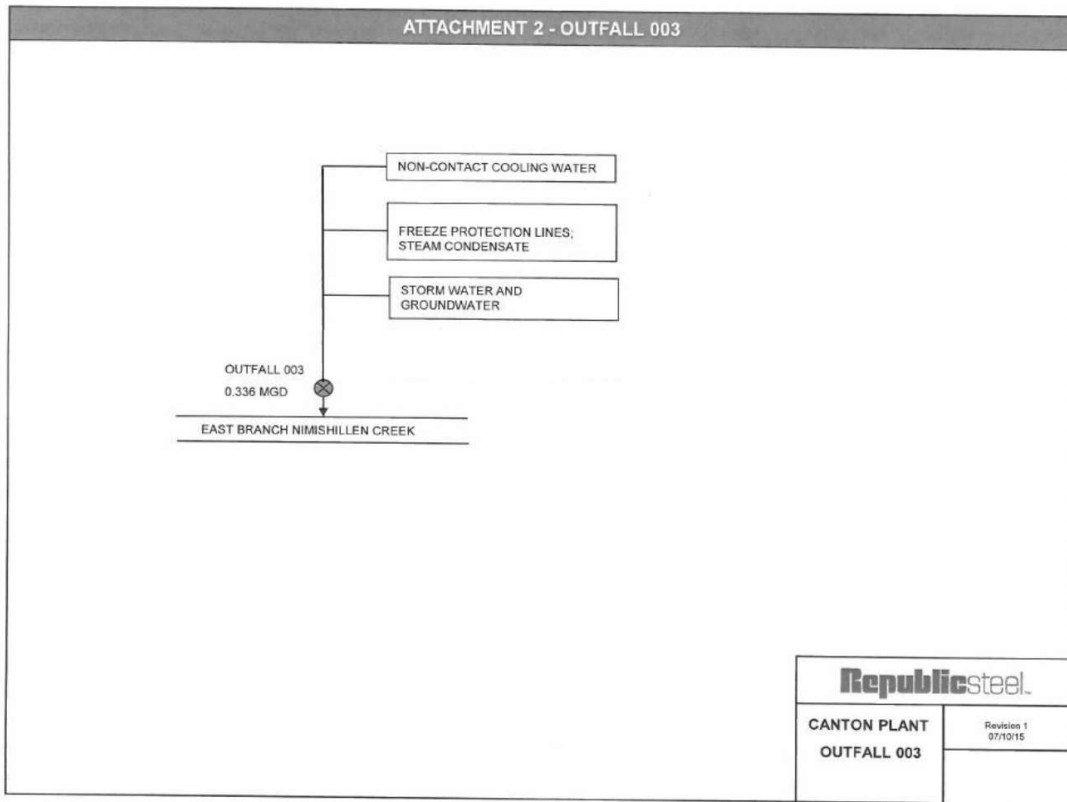 ATTACHMENT 2 - OUTFALL 003
NON-CONTACT COOLING WATER
FREEZE PROTECTION LINES;
STEAM CONDENSATE
STORM WATER AND
GROUNDWATER
OUTFALL 003
0.336 MGD
EAST BRANCH NIMISHILLEN CREEK
Republicsteel
CANTON PLANT
OUTFALL 003
Revision 1
07/10/15